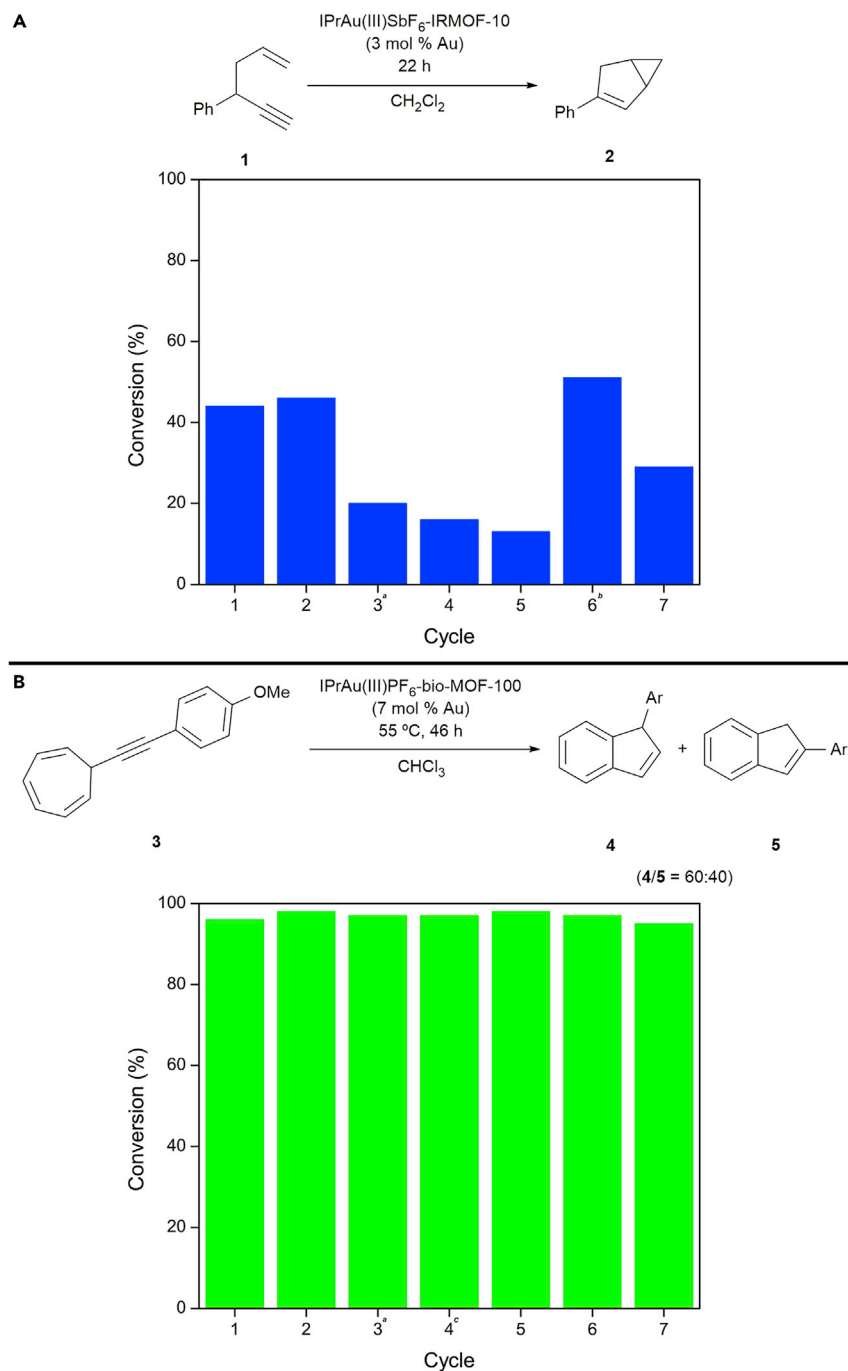 A
IPrAu(III)SbF₆-IRMOF-10
(3 mol % Au)
22 h
CH₂Cl₂
Ph
Ph
1
2
100
80
60
40
20
0
Conversion (%)
1 2 3ᵃ 4 5 6ᵇ 7
Cycle
B
IPrAu(III)PF₆-bio-MOF-100
(7 mol % Au)
55 ºC, 46 h
CHCl₃
OMe
Ar
+
Ar
3
4
5
(4/5 = 60:40)
100
80
60
40
20
0
Conversion (%)
1 2 3ᵃ 4ᶜ 5 6 7
Cycle